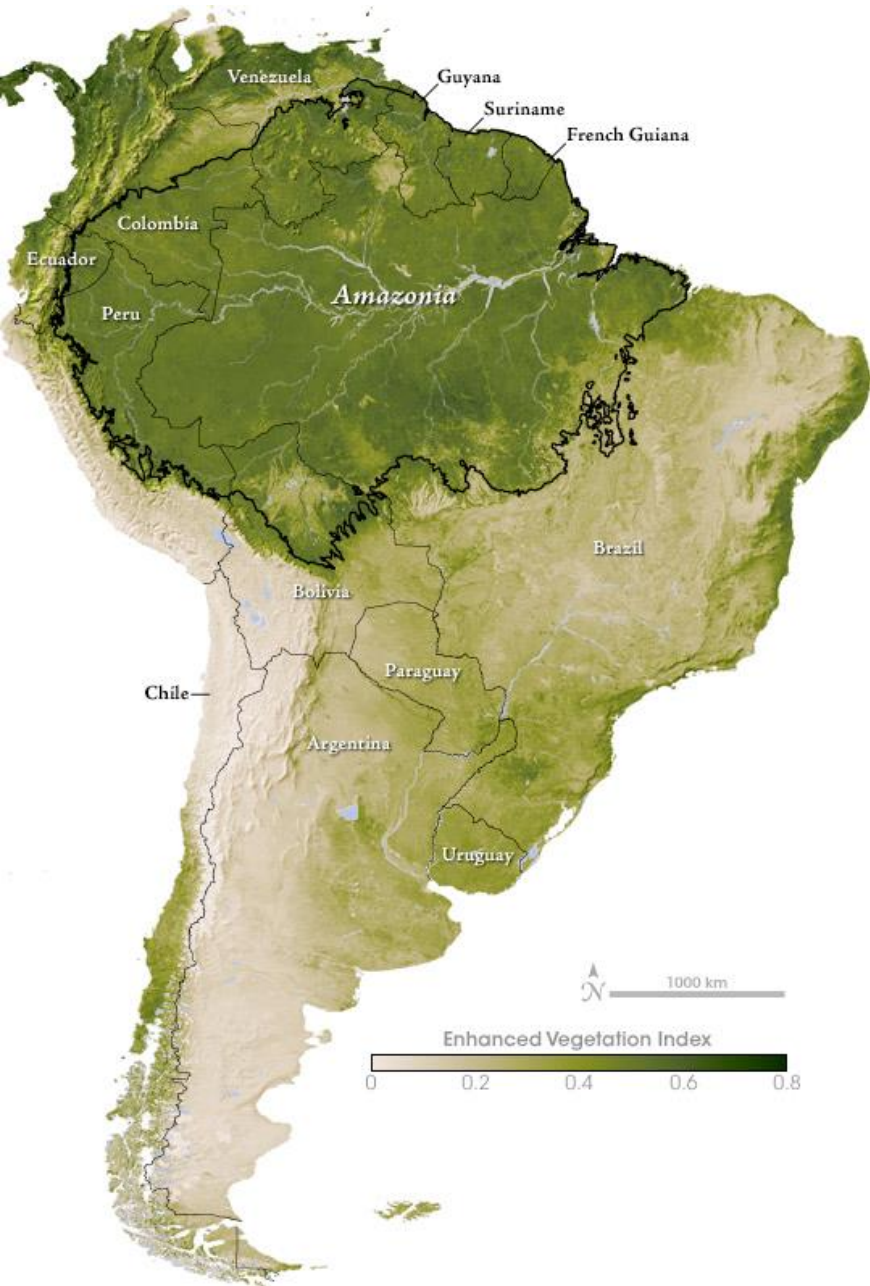 Venezuela
Guyana
Suriname
French Guiana
Colombia
Ecuador
Amazonia
Peru
Brazil
Bolivia
Paraguay
Chile
Argentina
Uruguay
N
1000 km
Enhanced Vegetation Index
0 0.2 0.4 0.6 0.8